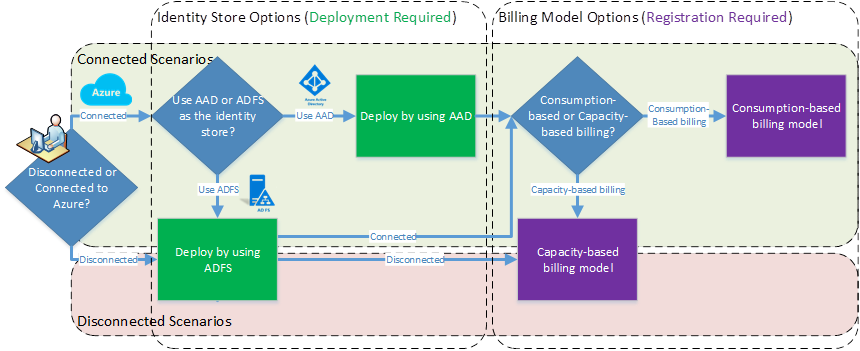 Identity Store Options (Deployment Required)
Billing Model Options (Registration Required)
Connected Scenarios
Azure
Connected
Disconnected or
Connected to
Azure?
Use AAD or ADFS
as the identity
store?
Azure Active
Directory
Use AAD
Deploy by using AAD
Consumption-
based or Capacity-
based billing?
Consumption-
Based billing
Consumption-based
billing model
Use ADFS
AD FS
Capacity-based billing
Deploy by using
ADFS
Connected
Disconnected
Disconnected
Capacity-based
billing model
Disconnected Scenarios